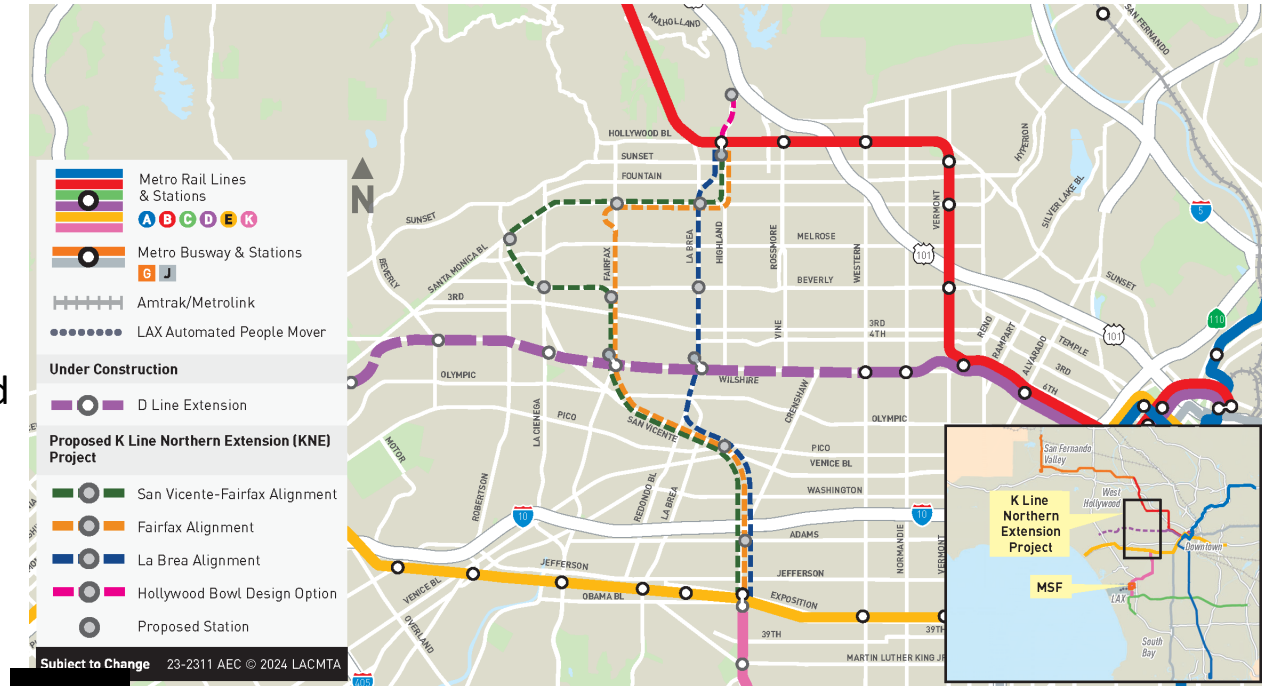 MULHOLLAND
SAN FERNANDO
HOLLYWOOD BL
SUNSET
FOUNTAIN
HYPERION
SILVER LAKE BL
VERMONT
5
N
SUNSET
SANTA MONICA BL
BEVERLY
FAIRFAX
LA BREA
HIGHLAND
ROSSMORE
MELROSE
WESTERN
101
BEVERLY
SUNSET
3RD
110
VINE
3RD
4TH
RENO
RAMPART
ALVARADO
TEMPLE
101
3RD
6TH
OLYMPIC
WILSHIRE
CRENSHAW
OLYMPIC
LA CIENEGA
PICO
SAN VICENTE
PICO
VENICE BL
MOTOR
ROBERTSON
REDONDO BL
LA BREA
WASHINGTON
10
10
ADAMS
NORMANDIE
VERMONT
JEFFERSON
JEFFERSON
VENICE BL
OBAMA BL
EXPOSITION
OVERLAND
39TH
39TH
MARTIN LUTHER KING JR
405
d
Metro Rail Lines
& Stations
A B C D E K
Metro Busway & Stations
G J
Amtrak/Metrolink
LAX Automated People Mover
Under Construction
D Line Extension
Proposed K Line Northern Extension (KNE)
Project
San Vicente-Fairfax Alignment
Fairfax Alignment
La Brea Alignment
Hollywood Bowl Design Option
Proposed Station
Subject to Change 23-2311 AEC © 2024 LACMTA
San Fernando
Valley
West
Hollywood
K Line
Northern
Extension
Project
Downtown
MSF
LAX
South
Bay